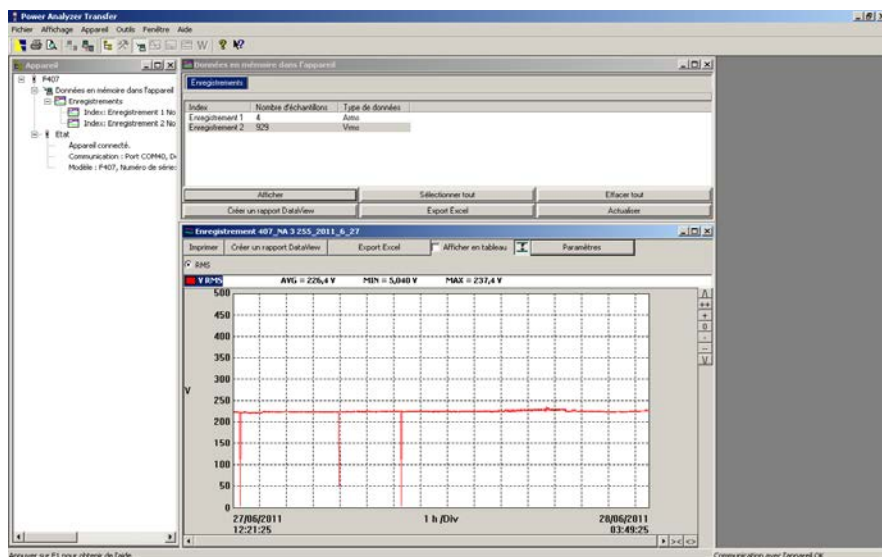 Power Analyzer Transfer
Fichier Affichage Appareil Outils Fenêtre Aide
Appareil
F407
Données en mémoire dans l'appareil
Enregistrements
Index: Enregistrement 1 No
Index: Enregistrement 2 No
Etat
Appareil connecté.
Communication : Port COM40, D
Modèle : F407, Numéro de série:
Données en mémoire dans l'appareil
Enregistrements
Index Nombre d'échantillons Type de données
Enregistrement 1 4 Arms
Enregistrement 2 929 Vrms
Afficher Sélectionner tout Effacer tout
Créer un rapport DataView Export Excel Actualiser
Enregistrement 407_NA 3 255_2011_6_27
Imprimer Créer un rapport DataView Export Excel Afficher en tableau Paramètres
RMS
V RMS AVG = 226,4 V MIN = 5,040 V MAX = 237,4 V
500
450
400
350
300
V
250
200
150
100
50
0
27/06/2011 1 h /Div 28/06/2011
12:21:25 03:49:25
Appuyer sur F1 pour obtenir de l'aide. Communication avec l'appareil OK